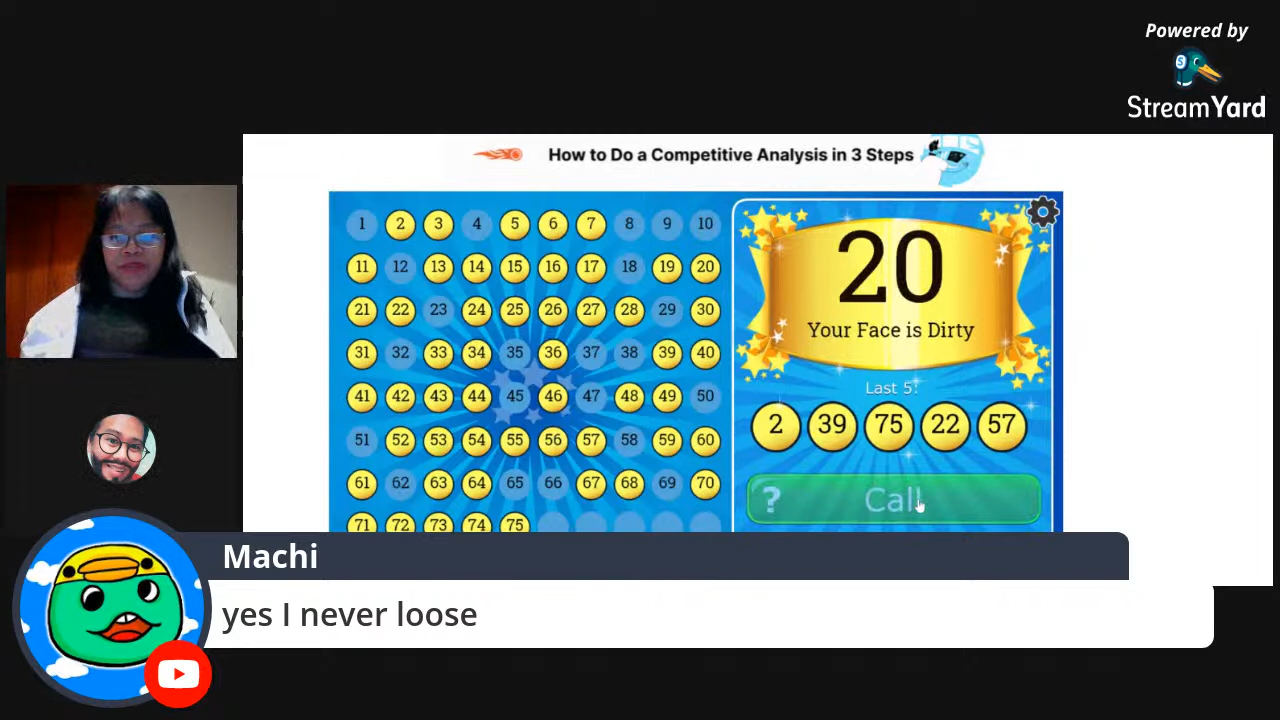 Powered by
StreamYard
How to Do a Competitive Analysis in 3 Steps
1 2 3 4 5 6 7 8 9 10
11 12 13 14 15 16 17 18 19 20
21 22 23 24 25 26 27 28 29 30
31 32 33 34 35 36 37 38 39 40
41 42 43 44 45 46 47 48 49 50
51 52 53 54 55 56 57 58 59 60
61 62 63 64 65 66 67 68 69 70
71 72 73 74 75
20
Your Face is Dirty
Last 5:
2 39 75 22 57
? Call
Machi
yes I never loose